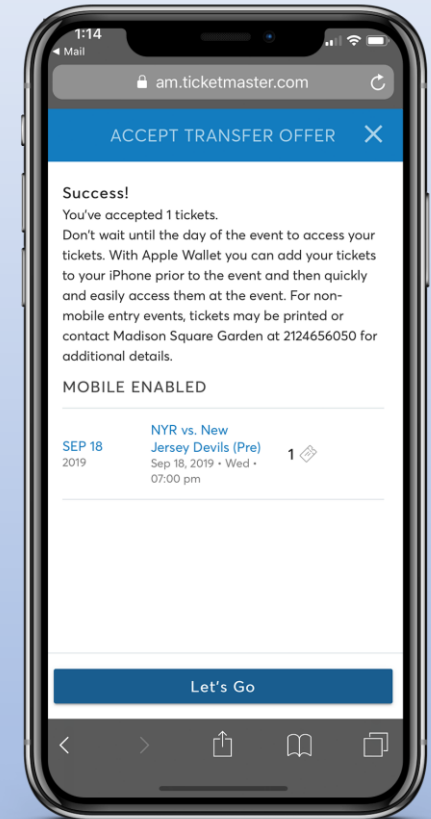 1:14
Mail
am.ticketmaster.com
ACCEPT TRANSFER OFFER
Success!
You've accepted 1 tickets.
Don't wait until the day of the event to access your
tickets. With Apple Wallet you can add your tickets
to your iPhone prior to the event and then quickly
and easily access them at the event. For non-
mobile entry events, tickets may be printed or
contact Madison Square Garden at 2124656050 for
additional details.
MOBILE ENABLED
SEP 18
2019
NYR vs. New
Jersey Devils (Pre)
Sep 18, 2019 • Wed •
07:00 pm
1
Let's Go